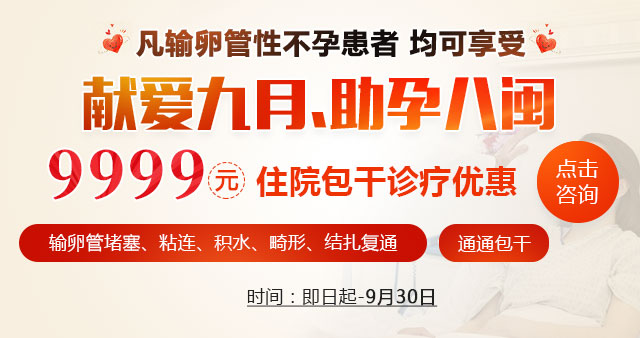 凡输卵管性不孕患者 均可享受
献爱九月、助孕八闽
9999元 住院包干诊疗优惠
点击咨询
输卵管堵塞、粘连、积水、畸形、结扎复通 通通包干
时间：即日起-9月30日